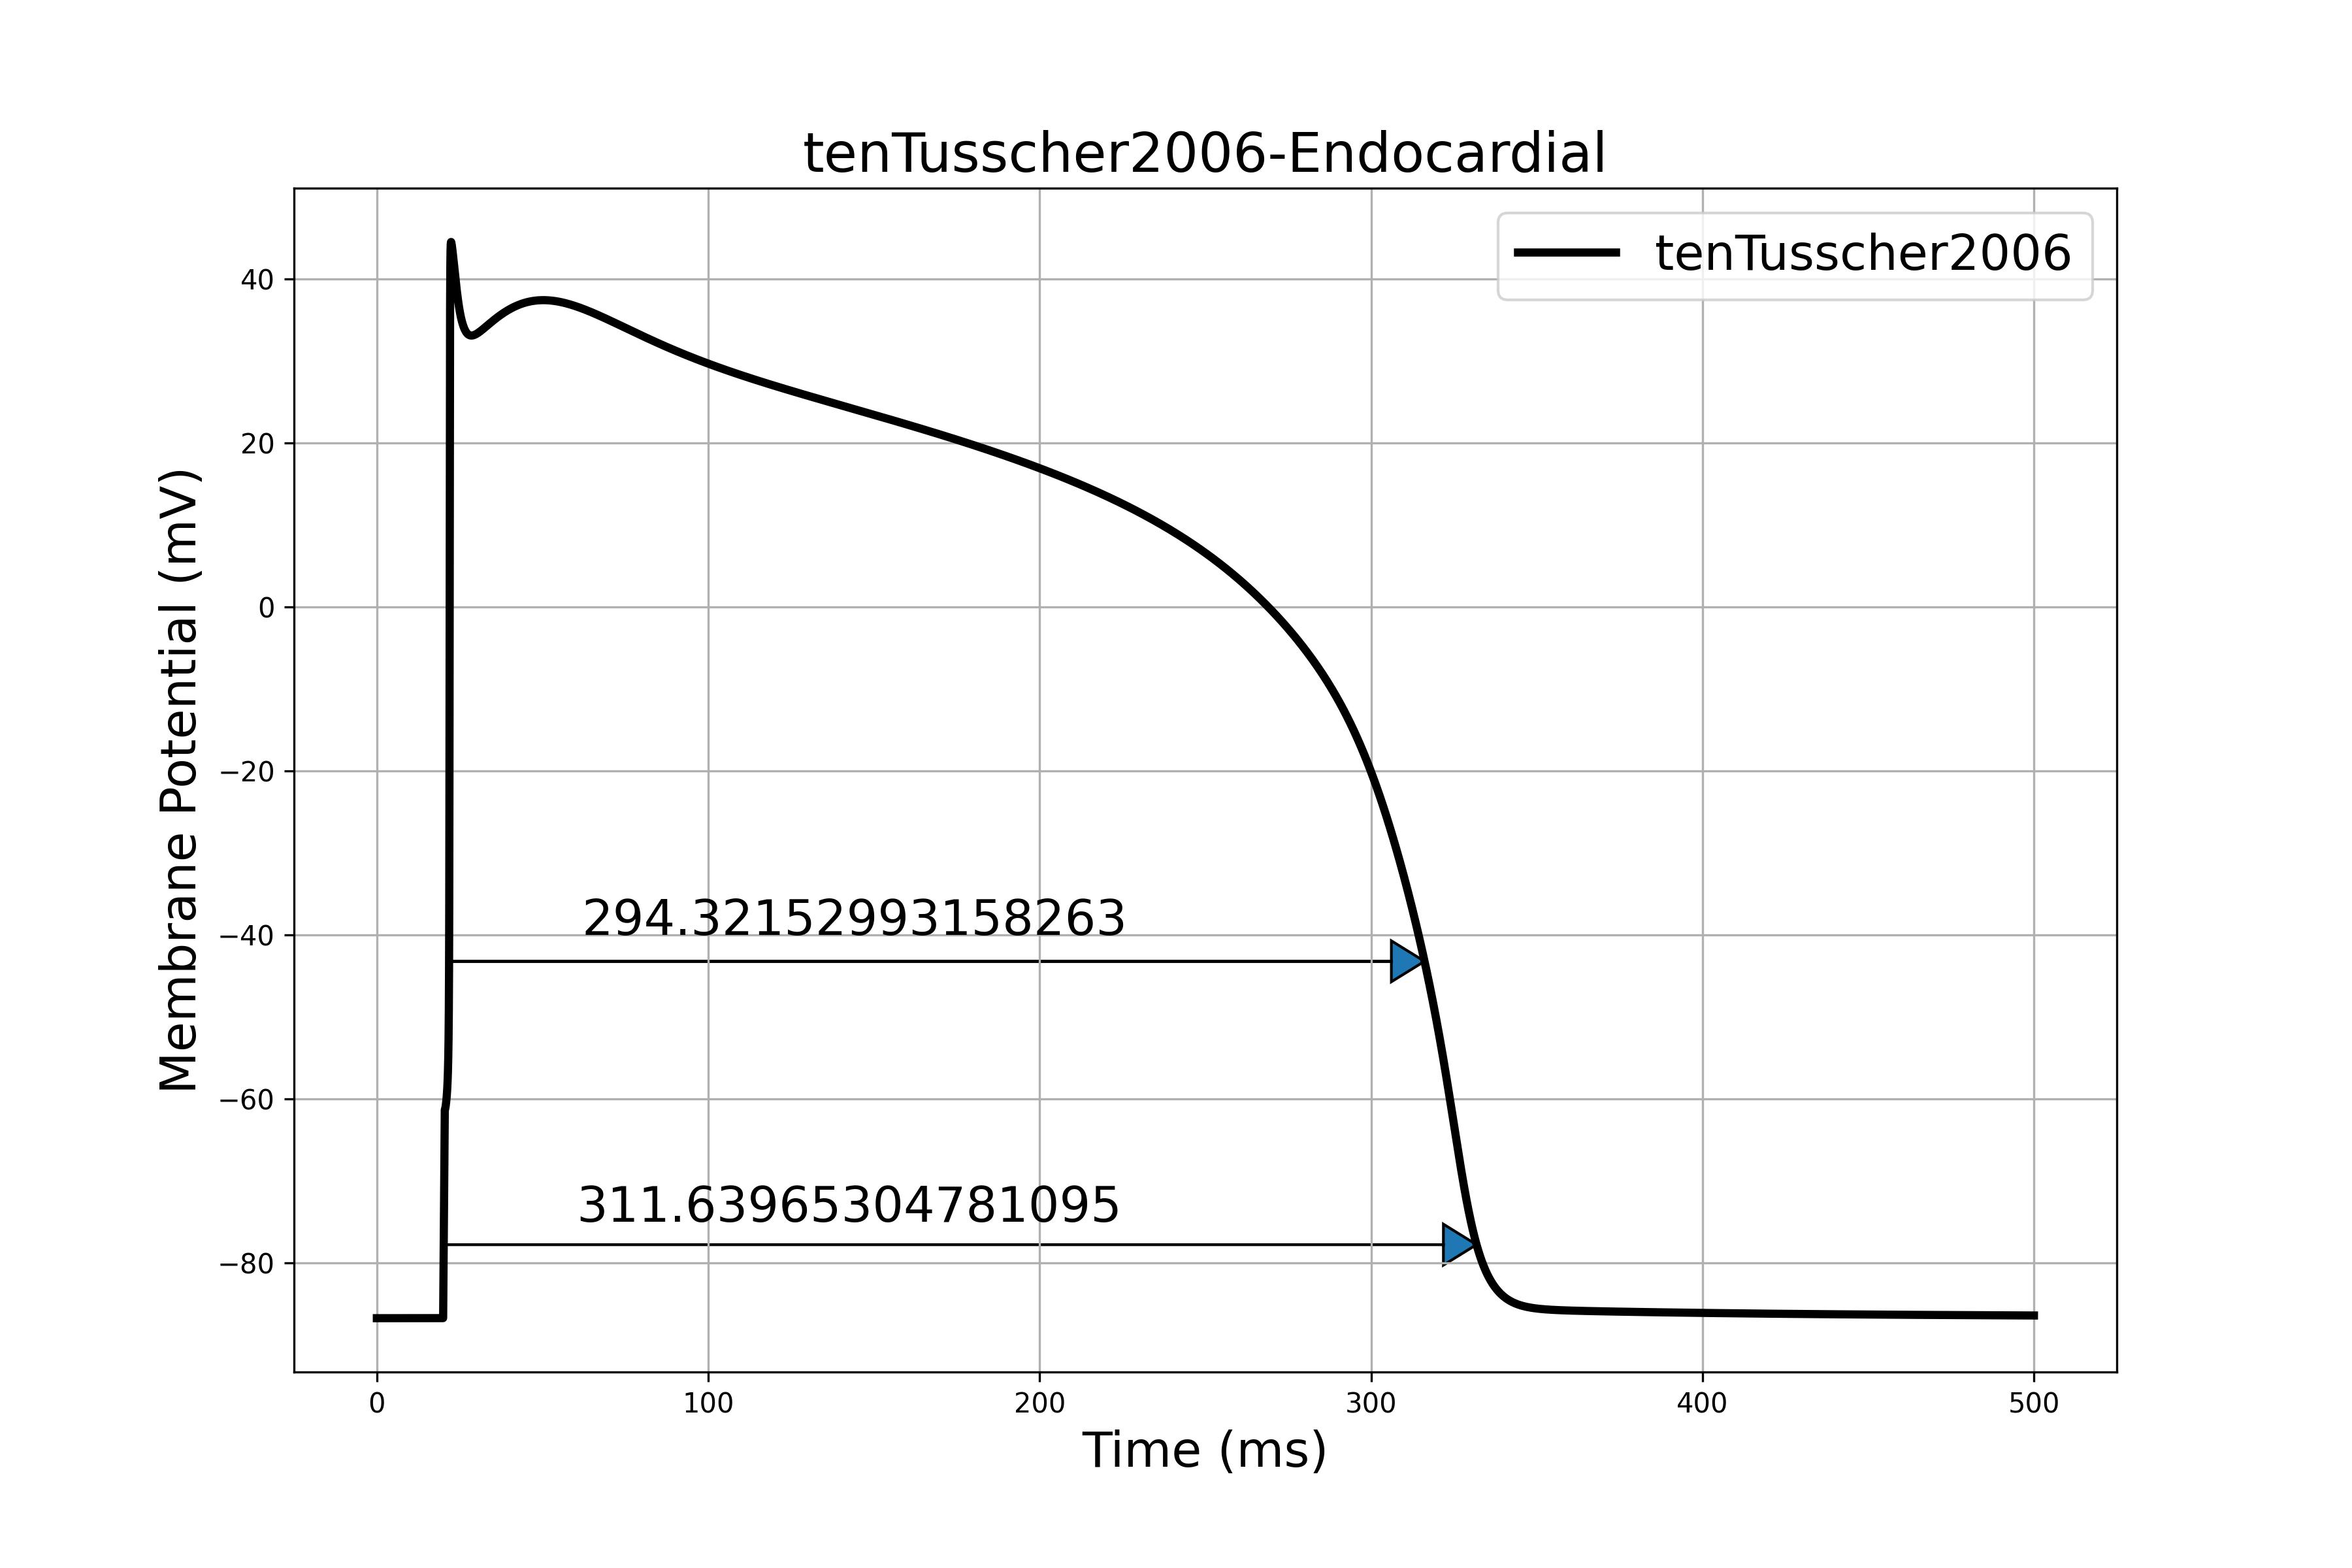 tenTusscher2006-Endocardial
tenTusscher2006
Membrane Potential (mV)
40
20
0
−20
−40
−60
−80
294.32152993158263
311.63965304781095
0 100 200 300 400 500
Time (ms)